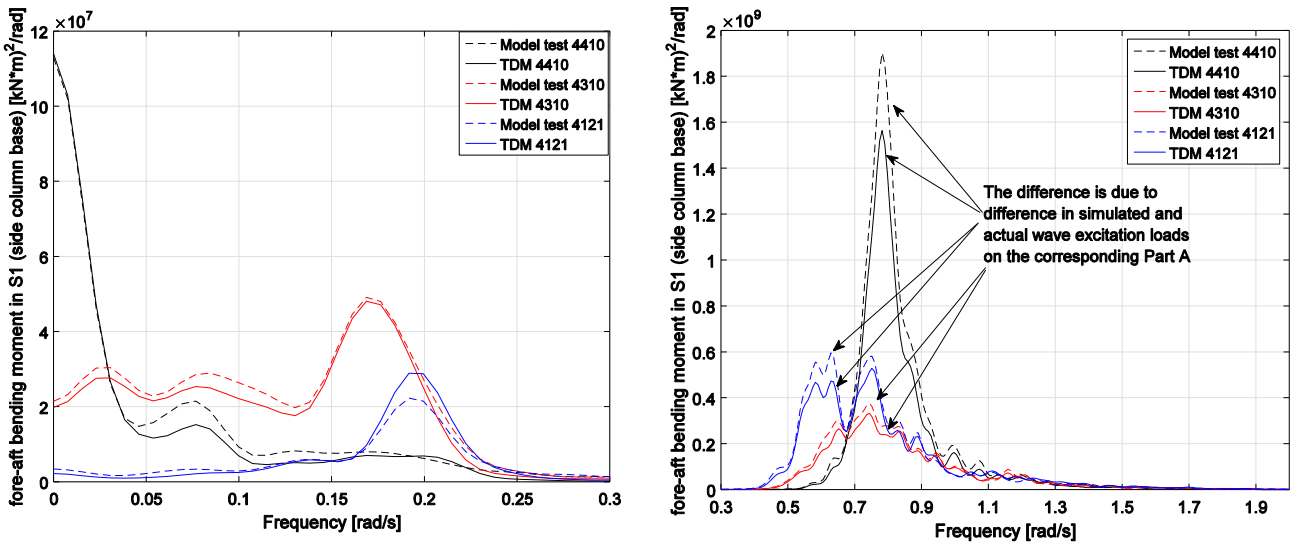 ×10^7
fore-aft bending moment in S1 (side column base) [kN*m)^2/rad)
12
10
8
6
4
2
0
0
0.05
0.1
0.15
0.2
0.25
0.3
Frequency [rad/s]
Model test 4410
TDM 4410
Model test 4310
TDM 4310
Model test 4121
TDM 4121
×10^9
fore-aft bending moment in S1 (side column base) [kN*m)^2/rad)
2
1.8
1.6
1.4
1.2
1
0.8
0.6
0.4
0.2
0
0.3
0.5
0.7
0.9
1.1
1.3
1.5
1.7
1.9
Frequency [rad/s]
Model test 4410
TDM 4410
Model test 4310
TDM 4310
Model test 4121
TDM 4121
The difference is due to
difference in simulated and
actual wave excitation loads
on the corresponding Part A